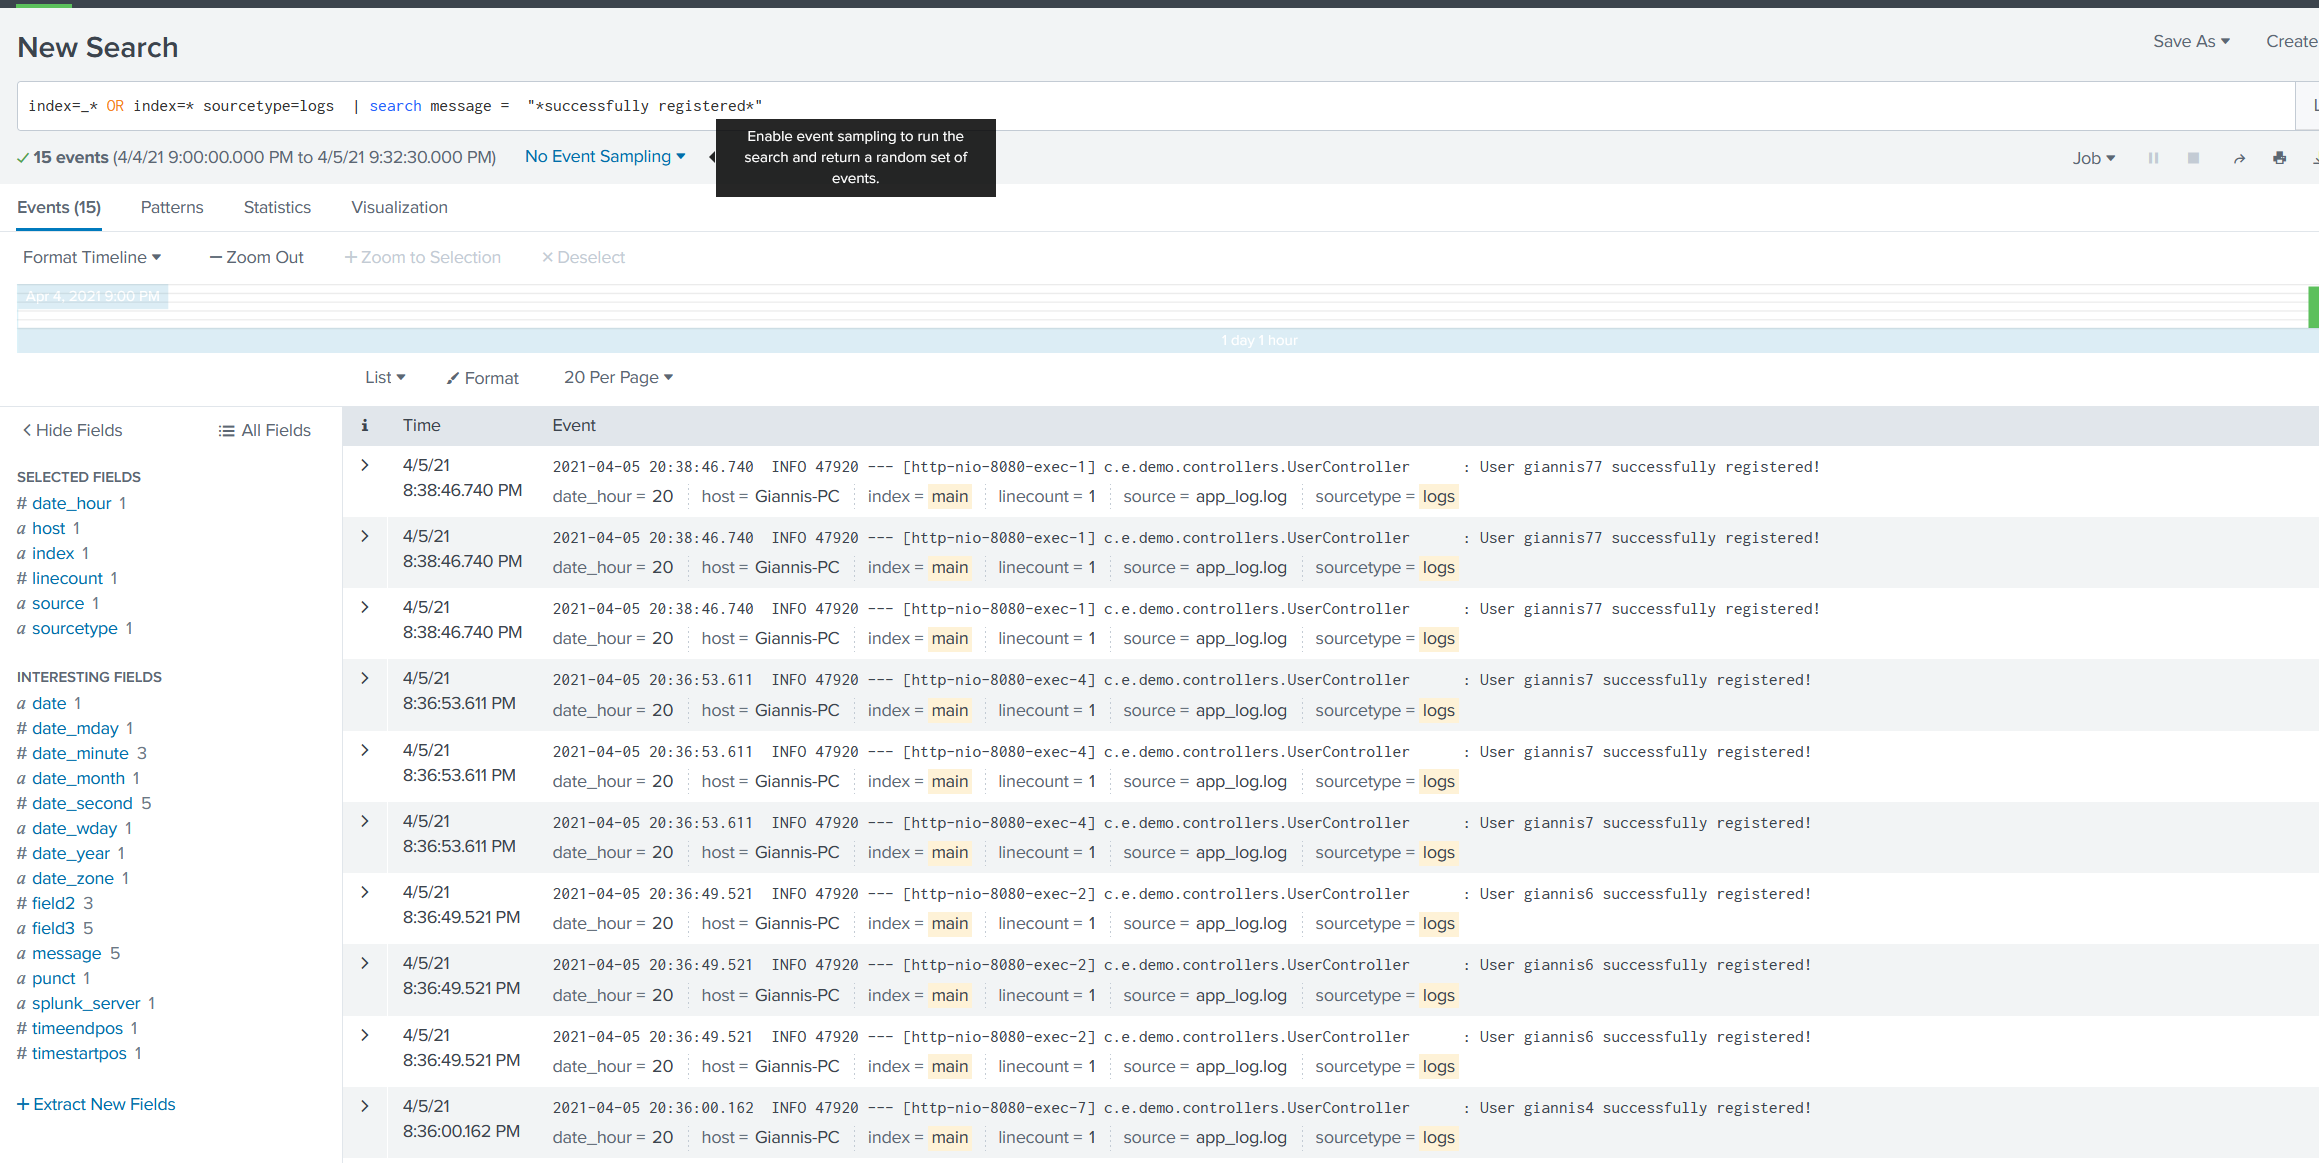 New Search
Save As
Create
index=_* OR index=* sourcetype=logs | search message = "*successfully registered*"
15 events (4/4/21 9:00:00.000 PM to 4/5/21 9:32:30.000 PM)
No Event Sampling
Enable event sampling to run the
search and return a random set of
events.
Job
Events (15)
Patterns
Statistics
Visualization
Format Timeline
— Zoom Out
+ Zoom to Selection
× Deselect
Apr 4, 2021 9:00 PM
1 day 1 hour
List
Format
20 Per Page
< Hide Fields
All Fields
SELECTED FIELDS
# date_hour 1
a host 1
a index 1
# linecount 1
a source 1
a sourcetype 1
INTERESTING FIELDS
a date 1
# date_mday 1
# date_minute 3
a date_month 1
# date_second 5
a date_wday 1
# date_year 1
a date_zone 1
# field2 3
a field3 5
a message 5
a punct 1
a splunk_server 1
# timeendpos 1
# timestartpos 1
+ Extract New Fields
i Time Event
> 4/5/21
8:38:46.740 PM
2021-04-05 20:38:46.740 INFO 47920 --- [http-nio-8080-exec-1] c.e.demo.controllers.UserController : User giannis77 successfully registered!
date_hour = 20 host = Giannis-PC index = main linecount = 1 source = app_log.log sourcetype = logs
> 4/5/21
8:38:46.740 PM
2021-04-05 20:38:46.740 INFO 47920 --- [http-nio-8080-exec-1] c.e.demo.controllers.UserController : User giannis77 successfully registered!
date_hour = 20 host = Giannis-PC index = main linecount = 1 source = app_log.log sourcetype = logs
> 4/5/21
8:38:46.740 PM
2021-04-05 20:38:46.740 INFO 47920 --- [http-nio-8080-exec-1] c.e.demo.controllers.UserController : User giannis77 successfully registered!
date_hour = 20 host = Giannis-PC index = main linecount = 1 source = app_log.log sourcetype = logs
> 4/5/21
8:36:53.611 PM
2021-04-05 20:36:53.611 INFO 47920 --- [http-nio-8080-exec-4] c.e.demo.controllers.UserController : User giannis7 successfully registered!
date_hour = 20 host = Giannis-PC index = main linecount = 1 source = app_log.log sourcetype = logs
> 4/5/21
8:36:53.611 PM
2021-04-05 20:36:53.611 INFO 47920 --- [http-nio-8080-exec-4] c.e.demo.controllers.UserController : User giannis7 successfully registered!
date_hour = 20 host = Giannis-PC index = main linecount = 1 source = app_log.log sourcetype = logs
> 4/5/21
8:36:53.611 PM
2021-04-05 20:36:53.611 INFO 47920 --- [http-nio-8080-exec-4] c.e.demo.controllers.UserController : User giannis7 successfully registered!
date_hour = 20 host = Giannis-PC index = main linecount = 1 source = app_log.log sourcetype = logs
> 4/5/21
8:36:49.521 PM
2021-04-05 20:36:49.521 INFO 47920 --- [http-nio-8080-exec-2] c.e.demo.controllers.UserController : User giannis6 successfully registered!
date_hour = 20 host = Giannis-PC index = main linecount = 1 source = app_log.log sourcetype = logs
> 4/5/21
8:36:49.521 PM
2021-04-05 20:36:49.521 INFO 47920 --- [http-nio-8080-exec-2] c.e.demo.controllers.UserController : User giannis6 successfully registered!
date_hour = 20 host = Giannis-PC index = main linecount = 1 source = app_log.log sourcetype = logs
> 4/5/21
8:36:49.521 PM
2021-04-05 20:36:49.521 INFO 47920 --- [http-nio-8080-exec-2] c.e.demo.controllers.UserController : User giannis6 successfully registered!
date_hour = 20 host = Giannis-PC index = main linecount = 1 source = app_log.log sourcetype = logs
> 4/5/21
8:36:00.162 PM
2021-04-05 20:36:00.162 INFO 47920 --- [http-nio-8080-exec-7] c.e.demo.controllers.UserController : User giannis4 successfully registered!
date_hour = 20 host = Giannis-PC index = main linecount = 1 source = app_log.log sourcetype = logs